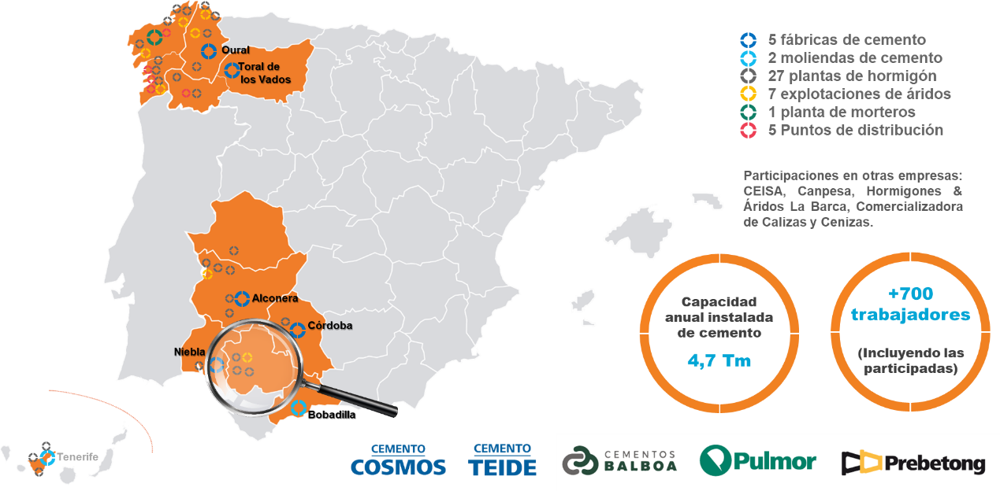 Oural
Toral de
los Vados
Alconera
Córdoba
Niebla
Bobadilla
Tenerife
5 fábricas de cemento
2 moliendas de cemento
27 plantas de hormigón
7 explotaciones de áridos
1 planta de morteros
5 Puntos de distribución
Participaciones en otras empresas:
CEISA, Canpesa, Hormigones &
Áridos La Barca, Comercializadora
de Calizas y Cenizas.
Capacidad
anual instalada
de cemento
4,7 Tm
+700
trabajadores
(Incluyendo las
participadas)
CEMENTO
COSMOS
CEMENTO
TEIDE
CEMENTOS
BALBOA
Pulmor
Prebetong